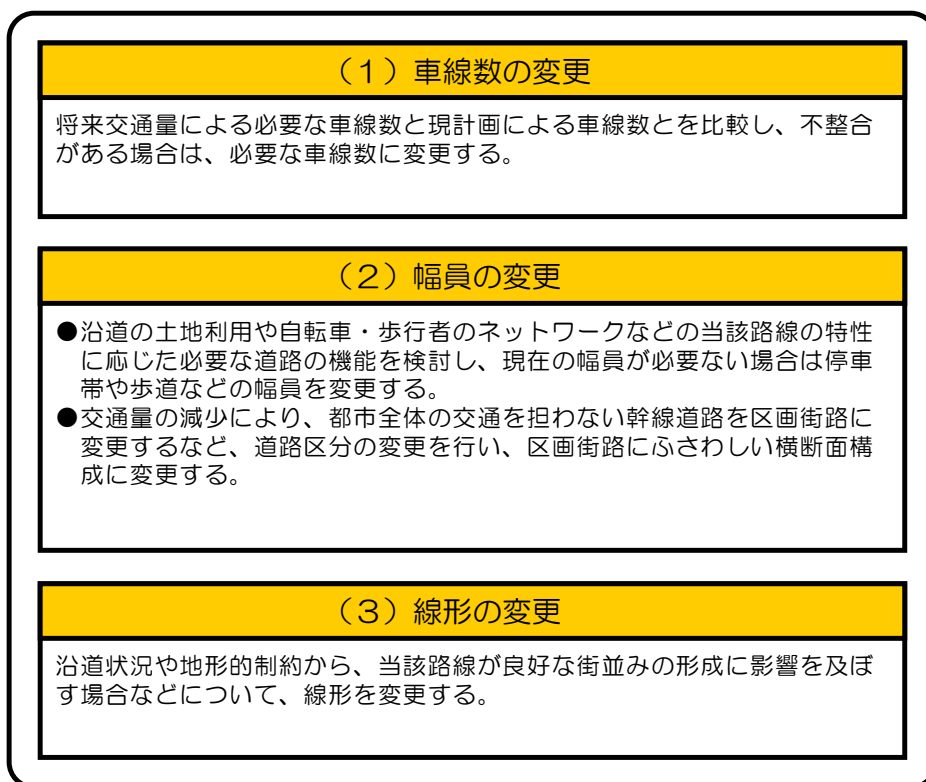 （１）車線数の変更
将来交通量による必要な車線数と現計画による車線数とを比較し、不整合
がある場合は、必要な車線数に変更する。
（２）幅員の変更
●沿道の土地利用や自転車・歩行者のネットワークなどの当該路線の特性
に応じた必要な道路の機能を検討し、現在の幅員が必要ない場合は停車
帯や歩道などの幅員を変更する。
●交通量の減少により、都市全体の交通を担わない幹線道路を区画街路に
変更するなど、道路区分の変更を行い、区画街路にふさわしい横断面構
成に変更する。
（３）線形の変更
沿道状況や地形的制約から、当該路線が良好な街並みの形成に影響を及ぼ
す場合などについて、線形を変更する。